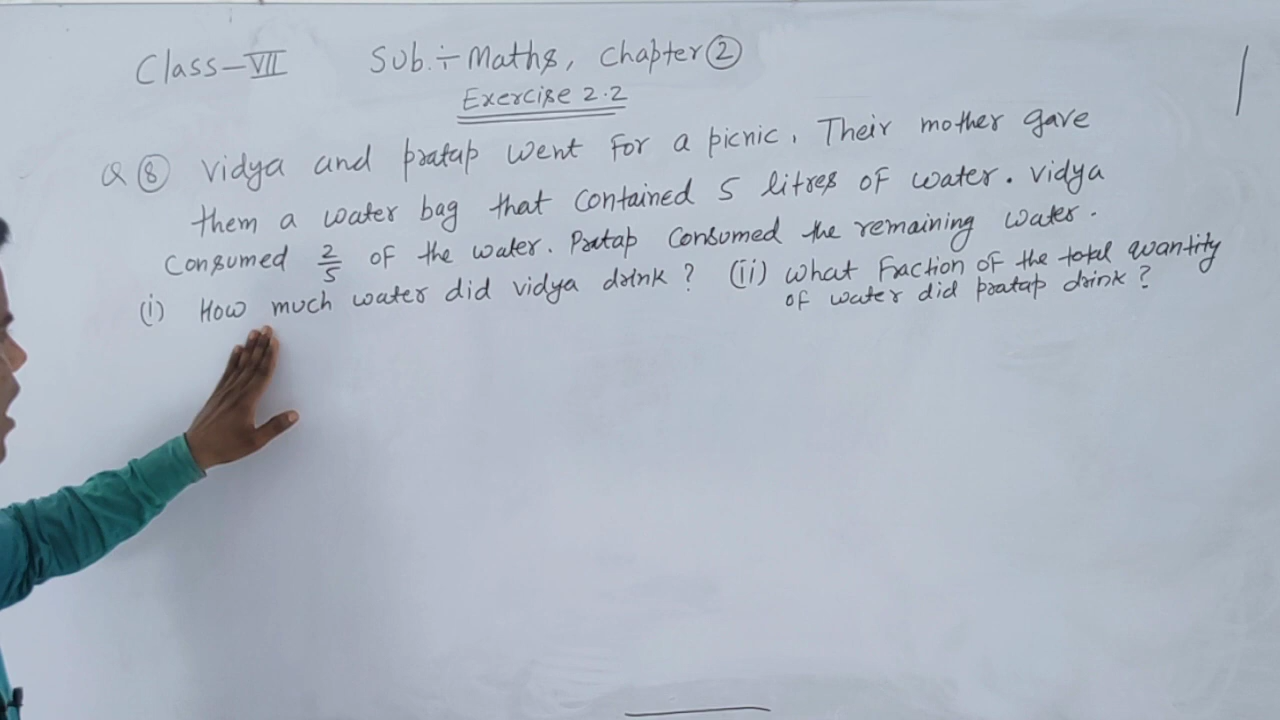 Class-VII Sub.÷ Maths, Chapter ②
Exercise 2.2
Q ⑧ Vidya and pratap went for a picnic. Their mother gave
them a water bag that contained 5 litres of water. Vidya
Consumed 2/5 of the water. Pratap Consumed the remaining water.
(i) How much water did vidya drink ? (ii) What Fraction of the total quantity
of water did pratap drink ?